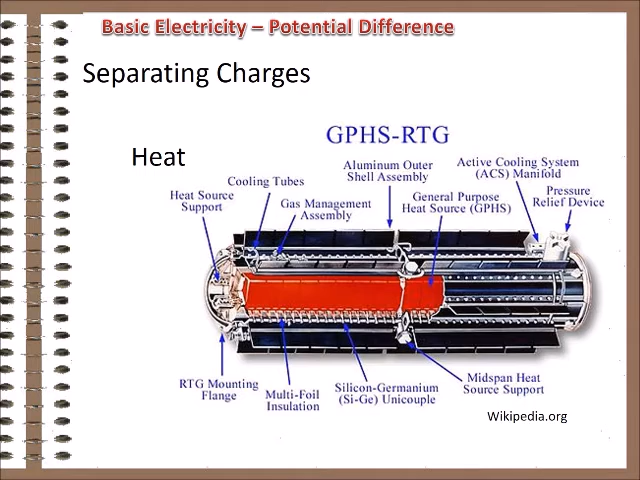 Basic Electricity – Potential Difference
Separating Charges
GPHS-RTG
Heat
Aluminum Outer
Shell Assembly
Active Cooling System
(ACS) Manifold
Cooling Tubes
Heat Source
Support
Gas Management
Assembly
General Purpose
Heat Source (GPHS)
Pressure
Relief Device
RTG Mounting
Flange
Multi-Foil
Insulation
Silicon-Germanium
(Si-Ge) Unicouple
Midspan Heat
Source Support
Wikipedia.org